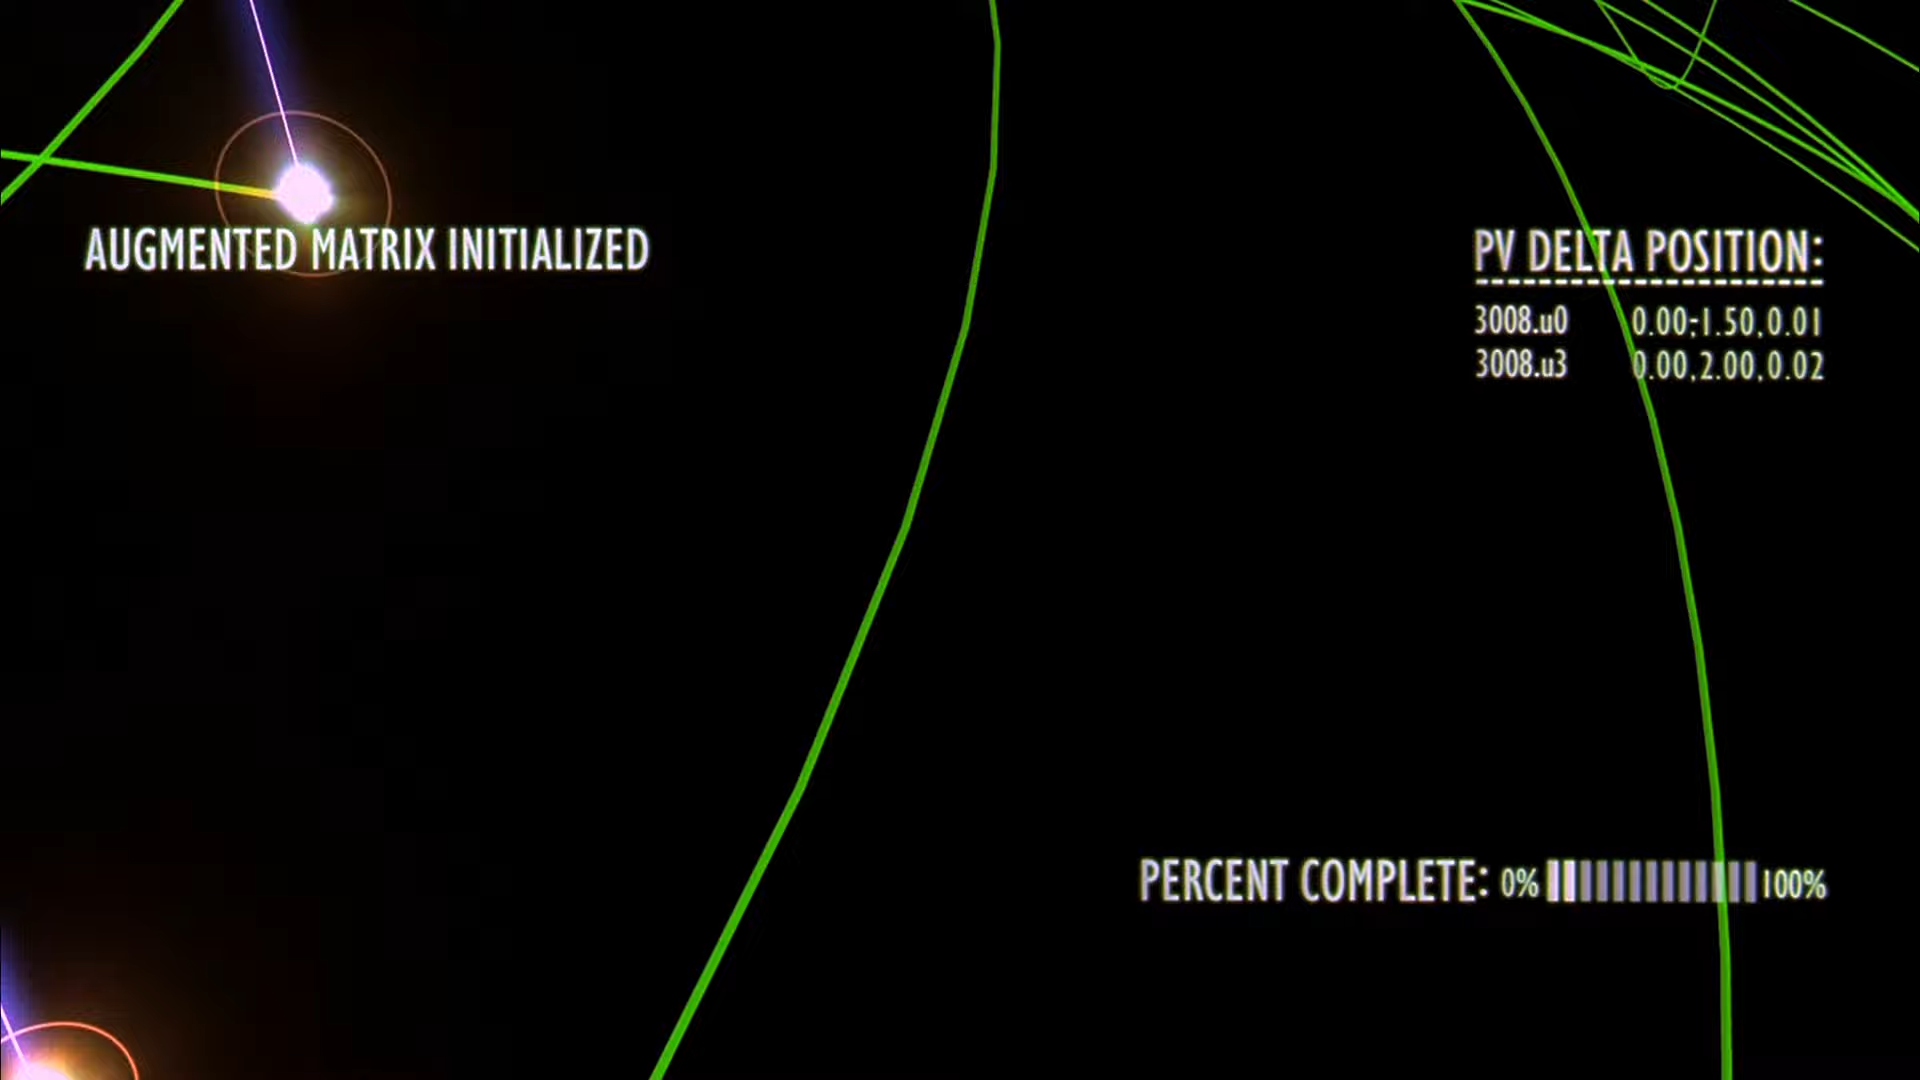 AUGMENTED MATRIX INITIALIZED
PV DELTA POSITION:
3008.u0 0.00,-1.50,0.01
3008.u3 0.00,2.00,0.02
PERCENT COMPLETE: 0% 100%